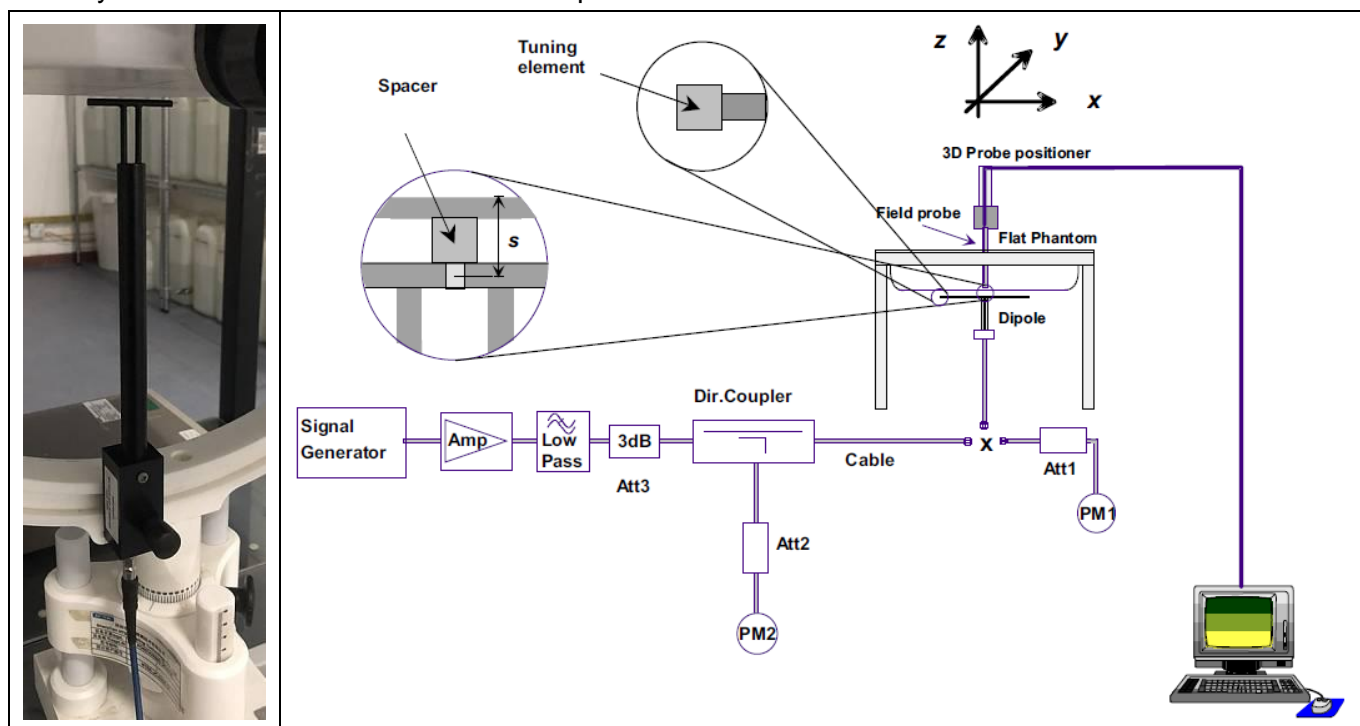 Tuning
element
Spacer
z
y
x
3D Probe positioner
Field probe
Flat Phantom
s
Dipole
Dir.Coupler
Signal
Generator
Amp
Low
Pass
3dB
Att3
Cable
X
Att1
PM1
Att2
PM2